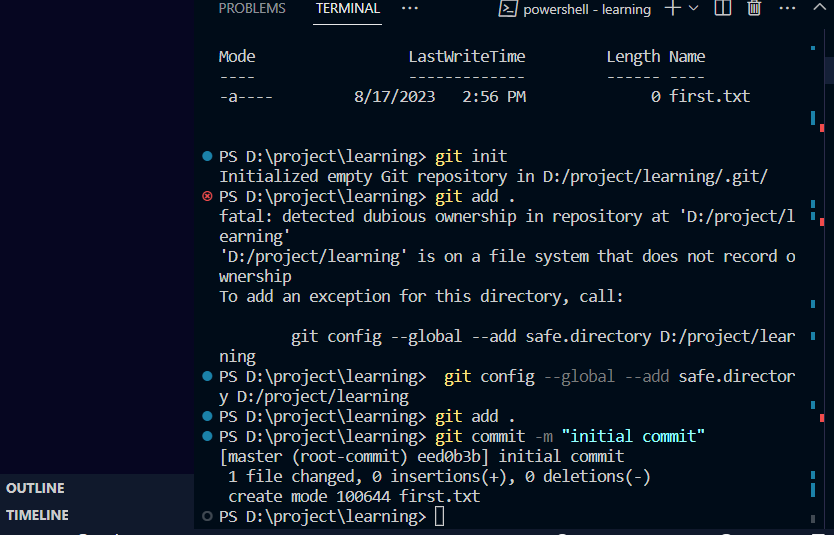 PROBLEMS TERMINAL ··· powershell - learning ···
Mode LastWriteTime Length Name
---- ------------- ------ ----
-a---- 8/17/2023 2:56 PM 0 first.txt
PS D:\project\learning> git init
Initialized empty Git repository in D:/project/learning/.git/
PS D:\project\learning> git add .
fatal: detected dubious ownership in repository at 'D:/project/l
earning'
'D:/project/learning' is on a file system that does not record o
wnership
To add an exception for this directory, call:
git config --global --add safe.directory D:/project/lear
ning
PS D:\project\learning>  git config --global --add safe.director
y D:/project/learning
PS D:\project\learning> git add .
PS D:\project\learning> git commit -m "initial commit"
[master (root-commit) eed0b3b] initial commit
 1 file changed, 0 insertions(+), 0 deletions(-)
 create mode 100644 first.txt
PS D:\project\learning>
OUTLINE
TIMELINE